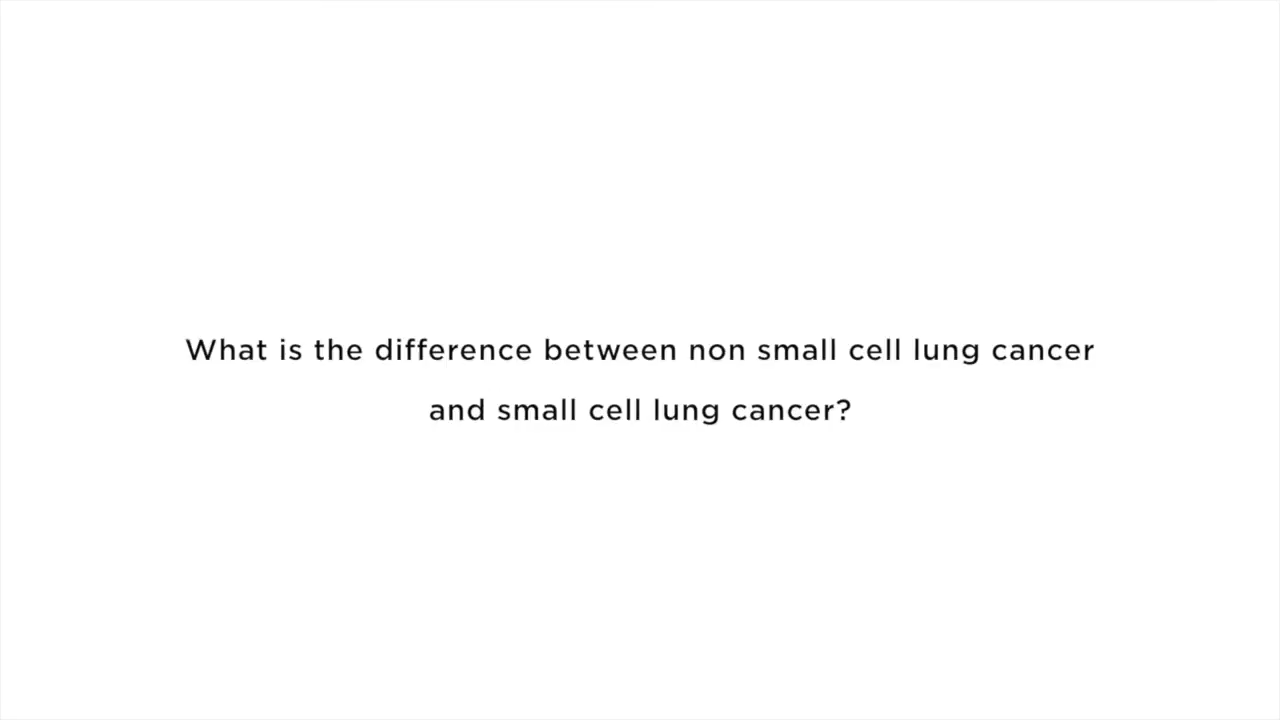 What is the difference between non small cell lung cancer
and small cell lung cancer?